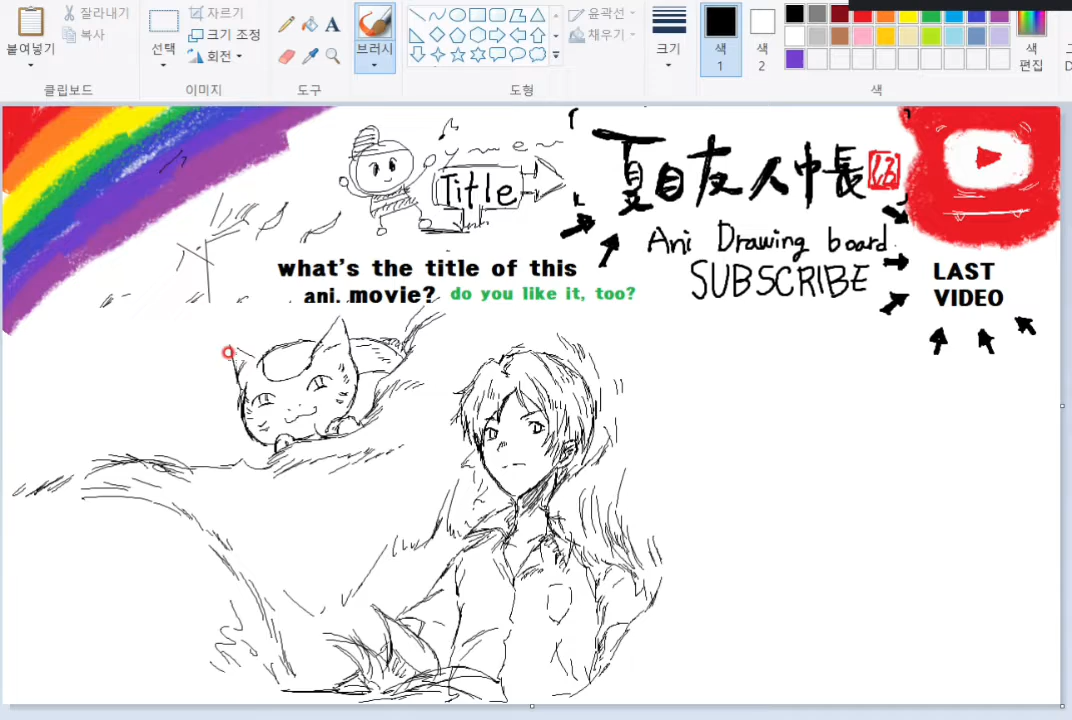 붙여넣기
잘라내기
복사
클립보드
선택
자르기
크기 조정
회전
이미지
A
도구
브러시
도형
윤곽선
채우기
크기
색
1
색
2
색
색
편집
Title
夏目友人帳
Ani Drawing board
SUBSCRIBE
what's the title of this
ani. movie? do you like it, too?
LAST
VIDEO